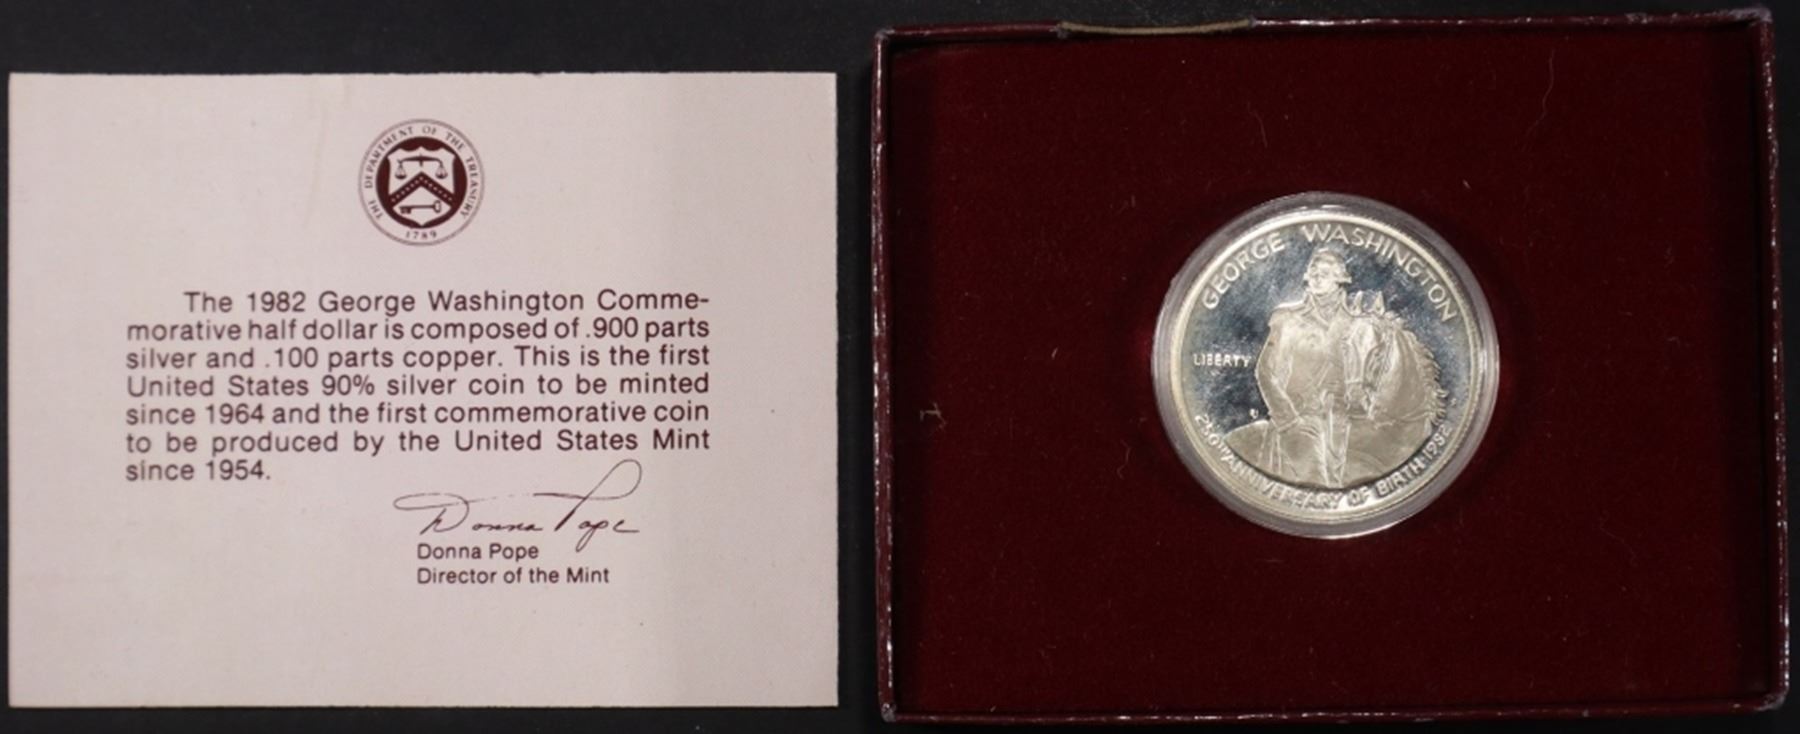 THE DEPARTMENT OF THE TREASURY
1789
The 1982 George Washington Comme-
morative half dollar is composed of .900 parts
silver and .100 parts copper. This is the first
United States 90% silver coin to be minted
since 1964 and the first commemorative coin
to be produced by the United States Mint
since 1954.
Donna Pope
Donna Pope
Director of the Mint
GEORGE WASHINGTON
LIBERTY
250TH ANNIVERSARY OF BIRTH 1982